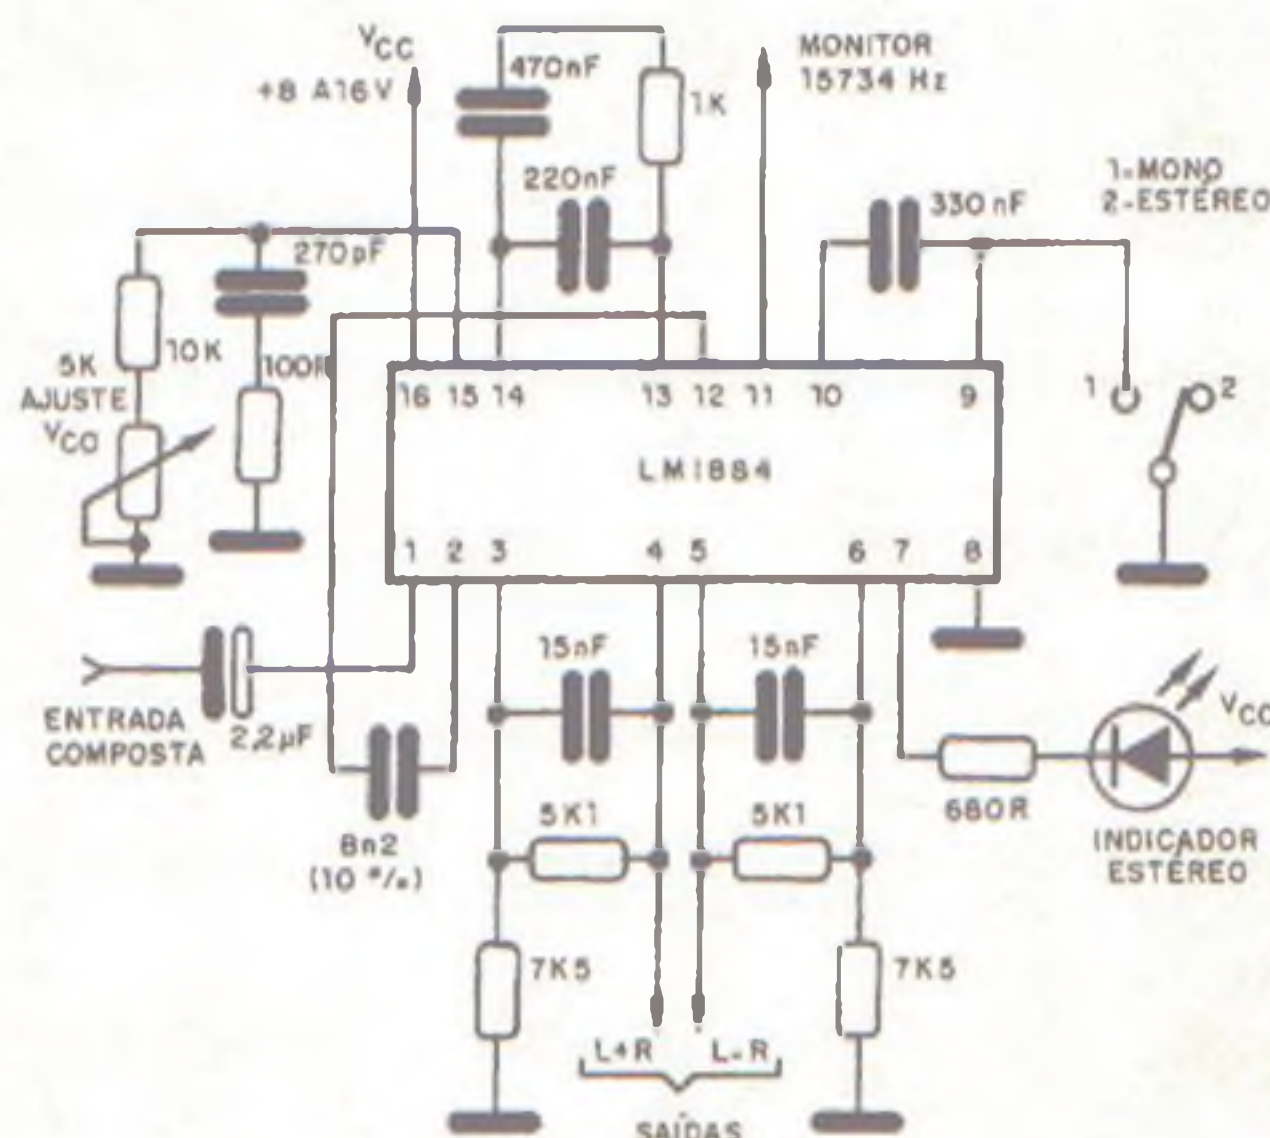 VCC
+8 A16V
470nF
1K
MONITOR
15734 Hz
220nF
330nF
1-MONO
2-ESTÉREO
270pF
10K
100R
5K
AJUSTE
VCO
16 15 14 13 12 11 10 9
1 2
LM1884
1 2 3 4 5 6 7 8
15nF 15nF
ENTRADA
COMPOSTA
2,2µF
VCC
8n2
(10 %)
5K1 5K1
680R
INDICADOR
ESTÉREO
7K5 7K5
L+R L-R
SAÍDAS